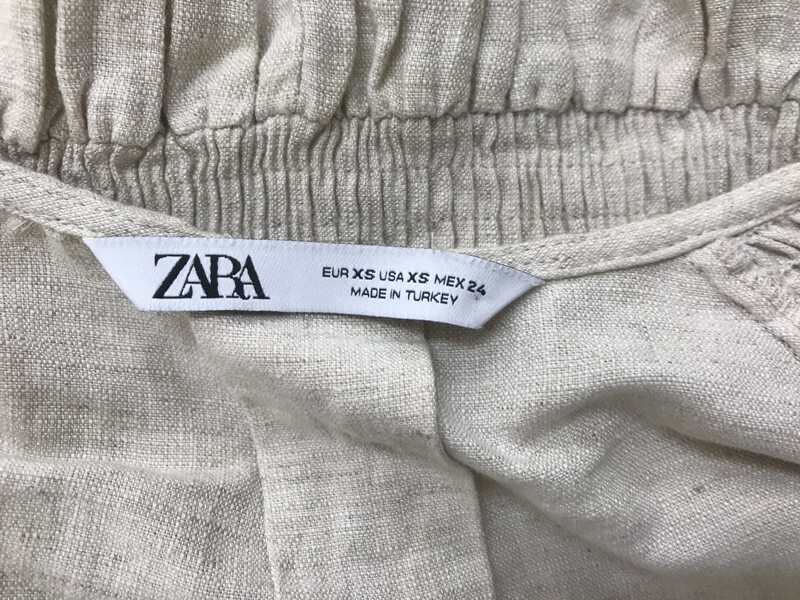 ZARA
EUR XS USA XS MEX 24
MADE IN TURKEY